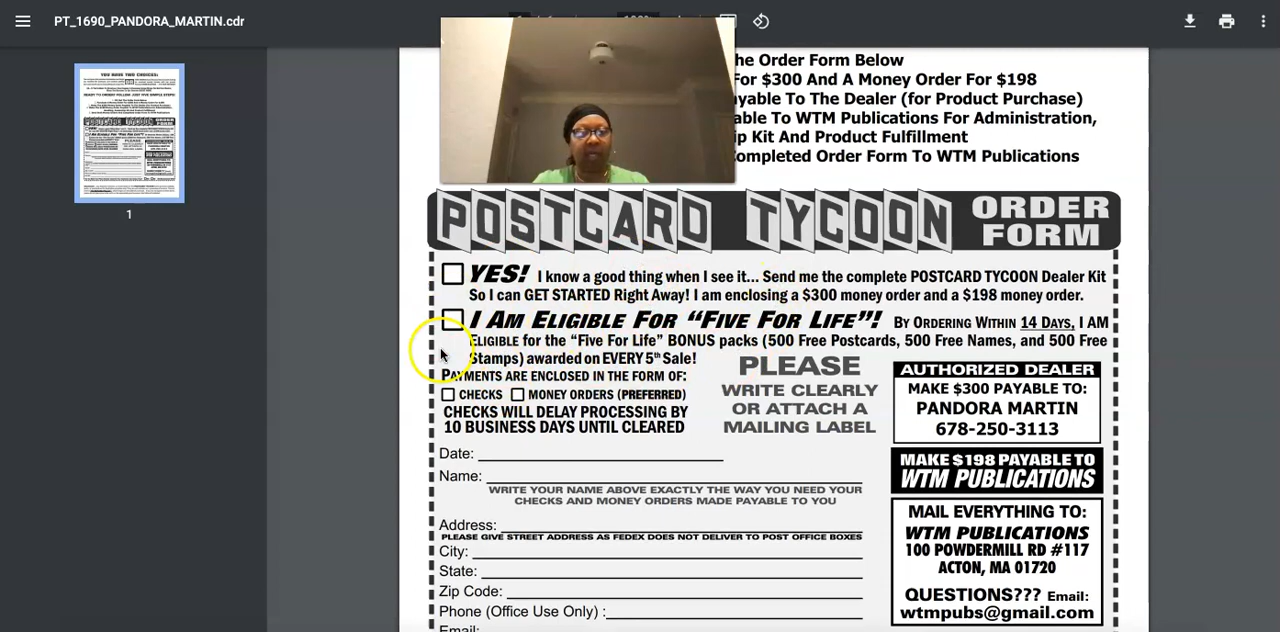 PT_1690_PANDORA_MARTIN.cdr
he Order Form Below
For $300 And A Money Order For $198
ayable To The Dealer (for Product Purchase)
able To WTM Publications For Administration,
ip Kit And Product Fulfillment
ompleted Order Form To WTM Publications
1
POSTCARD TYCOON ORDER FORM
YES! I know a good thing when I see it... Send me the complete POSTCARD TYCOON Dealer Kit
So I can GET STARTED Right Away! I am enclosing a $300 money order and a $198 money order.
I AM ELIGIBLE FOR "FIVE FOR LIFE"! BY ORDERING WITHIN 14 DAYS, I AM
ELIGIBLE for the "Five For Life" BONUS packs (500 Free Postcards, 500 Free Names, and 500 Free
Stamps) awarded on EVERY 5th Sale!
PAYMENTS ARE ENCLOSED IN THE FORM OF:
CHECKS MONEY ORDERS (PREFERRED)
CHECKS WILL DELAY PROCESSING BY
10 BUSINESS DAYS UNTIL CLEARED
PLEASE
WRITE CLEARLY
OR ATTACH A
MAILING LABEL
AUTHORIZED DEALER
MAKE $300 PAYABLE TO:
PANDORA MARTIN
678-250-3113
Date:
Name:
WRITE YOUR NAME ABOVE EXACTLY THE WAY YOU NEED YOUR
CHECKS AND MONEY ORDERS MADE PAYABLE TO YOU
Address:
PLEASE GIVE STREET ADDRESS AS FEDEX DOES NOT DELIVER TO POST OFFICE BOXES
City:
State:
Zip Code:
Phone (Office Use Only) :
Email:
MAKE $198 PAYABLE TO
WTM PUBLICATIONS
MAIL EVERYTHING TO:
WTM PUBLICATIONS
100 POWDERMILL RD #117
ACTON, MA 01720
QUESTIONS??? Email:
wtmpubs@gmail.com